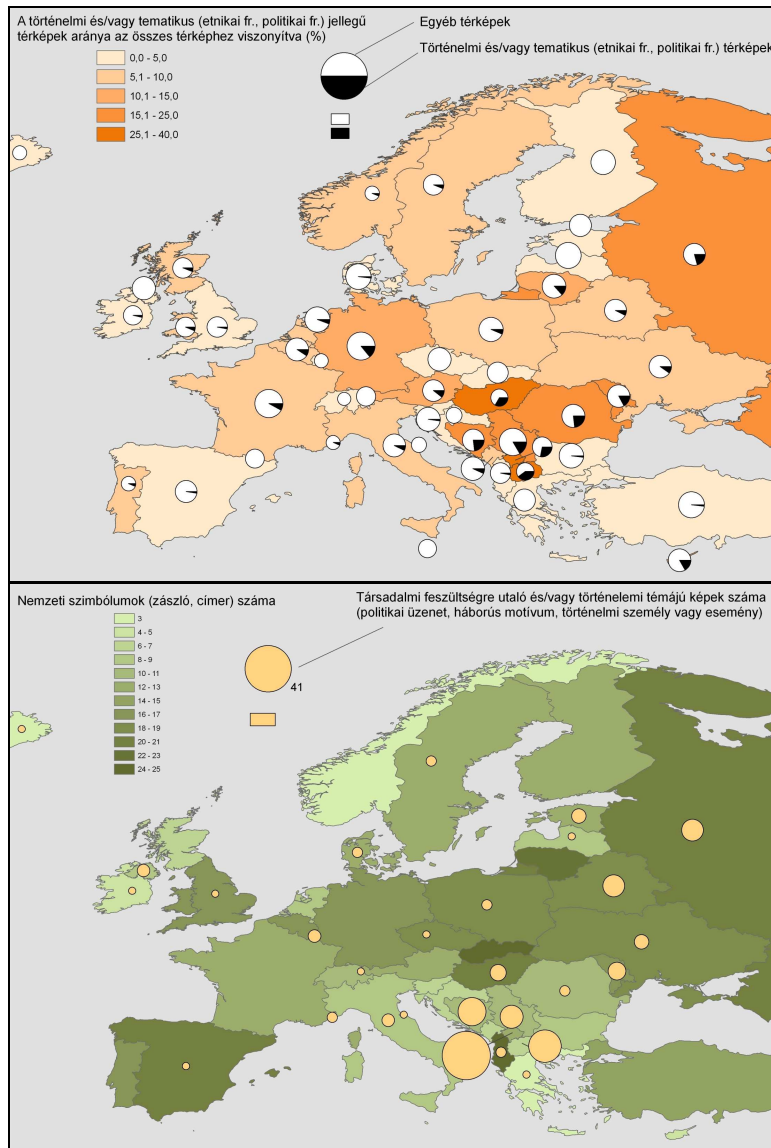 A történelmi és/vagy tematikus (etnikai fr., politikai fr.) jellegű
térképek aránya az összes térképhez viszonyítva (%)
0,0 - 5,0
5,1 - 10,0
10,1 - 15,0
15,1 - 25,0
25,1 - 40,0
Egyéb térképek
Történelmi és/vagy tematikus (etnikai fr., politikai fr.) térképek
Nemzeti szimbólumok (zászló, címer) száma
3
4 - 5
6 - 7
8 - 9
10 - 11
12 - 13
14 - 15
16 - 17
18 - 19
20 - 21
22 - 23
24 - 25
Társadalmi feszültségre utaló és/vagy történelemi témájú képek száma
(politikai üzenet, háborús motívum, történelmi személy vagy esemény)
41